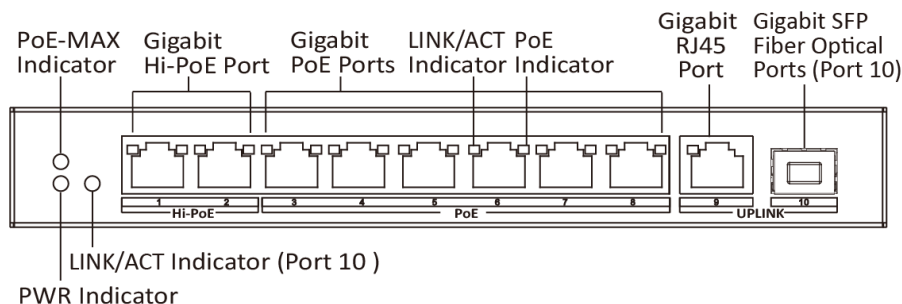 PoE-MAX
Indicator
Gigabit
Hi-PoE Port
Gigabit
PoE Ports
LINK/ACT
Indicator
PoE
Indicator
Gigabit
RJ45
Port
Gigabit SFP
Fiber Optical
Ports (Port 10)
1 2 3 4 5 6 7 8 9 10
Hi-PoE PoE UPLINK
LINK/ACT Indicator (Port 10 )
PWR Indicator